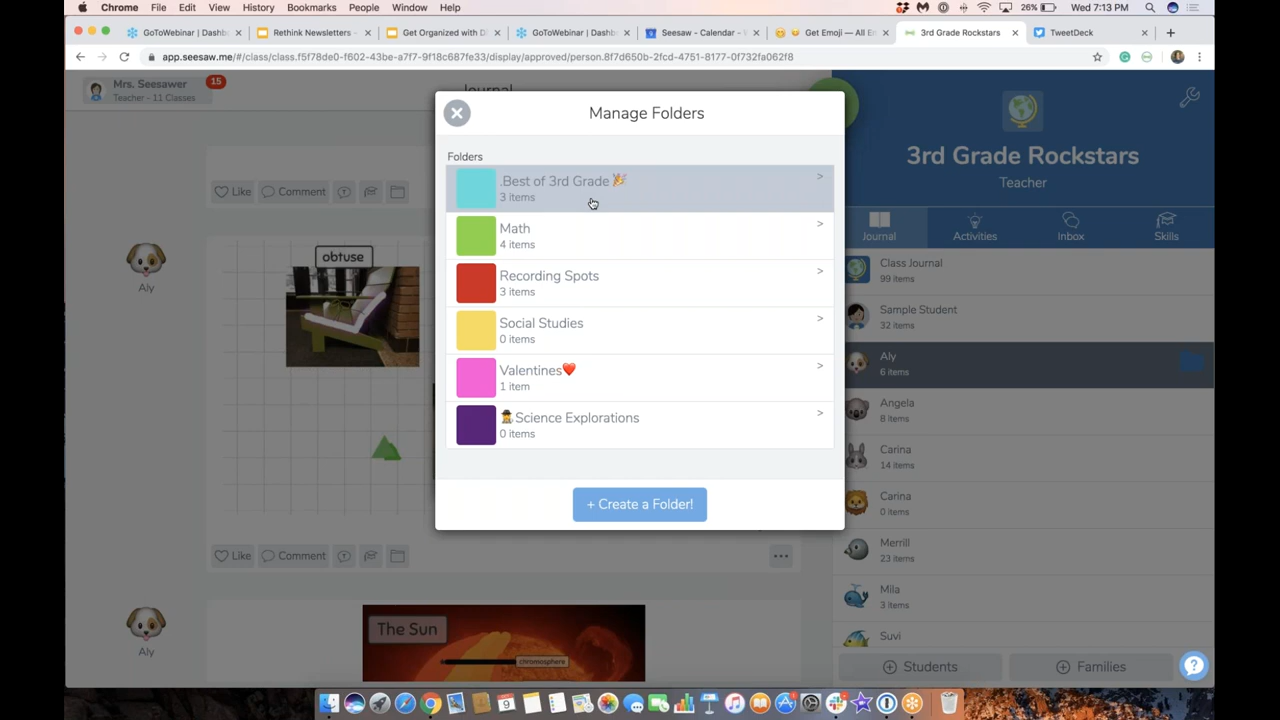 Chrome File Edit View History Bookmarks People Window Help
26% Wed 7:13 PM
GoToWebinar | Dashb
Rethink Newsletters -
Get Organized with D
GoToWebinar | Dashb
Seesaw - Calendar -
Get Emoji — All E
3rd Grade Rockstars
TweetDeck
app.seesaw.me/#/class/class.f5f78de0-f602-43be-a7f7-9f18c687fe33/display/approved/person.8f7d650b-2fcd-4751-8177-0f732fa062f8
Mrs. Seesawer
15
Teacher - 11 Classes
Journal
Like
Comment
Aly
obtuse
Like
Comment
Aly
The Sun
chromosphere
Manage Folders
Folders
.Best of 3rd Grade 🎉
3 items
>
Math
4 items
>
Recording Spots
3 items
>
Social Studies
0 items
>
Valentines❤️
1 item
>
Science Explorations
0 items
>
+ Create a Folder!
3rd Grade Rockstars
Teacher
Journal
Activities
Inbox
Skills
Class Journal
99 items
Sample Student
32 items
Aly
6 items
Angela
8 items
Carina
14 items
Carina
0 items
Merrill
23 items
Mila
3 items
Suvi
Students
Families
?
9